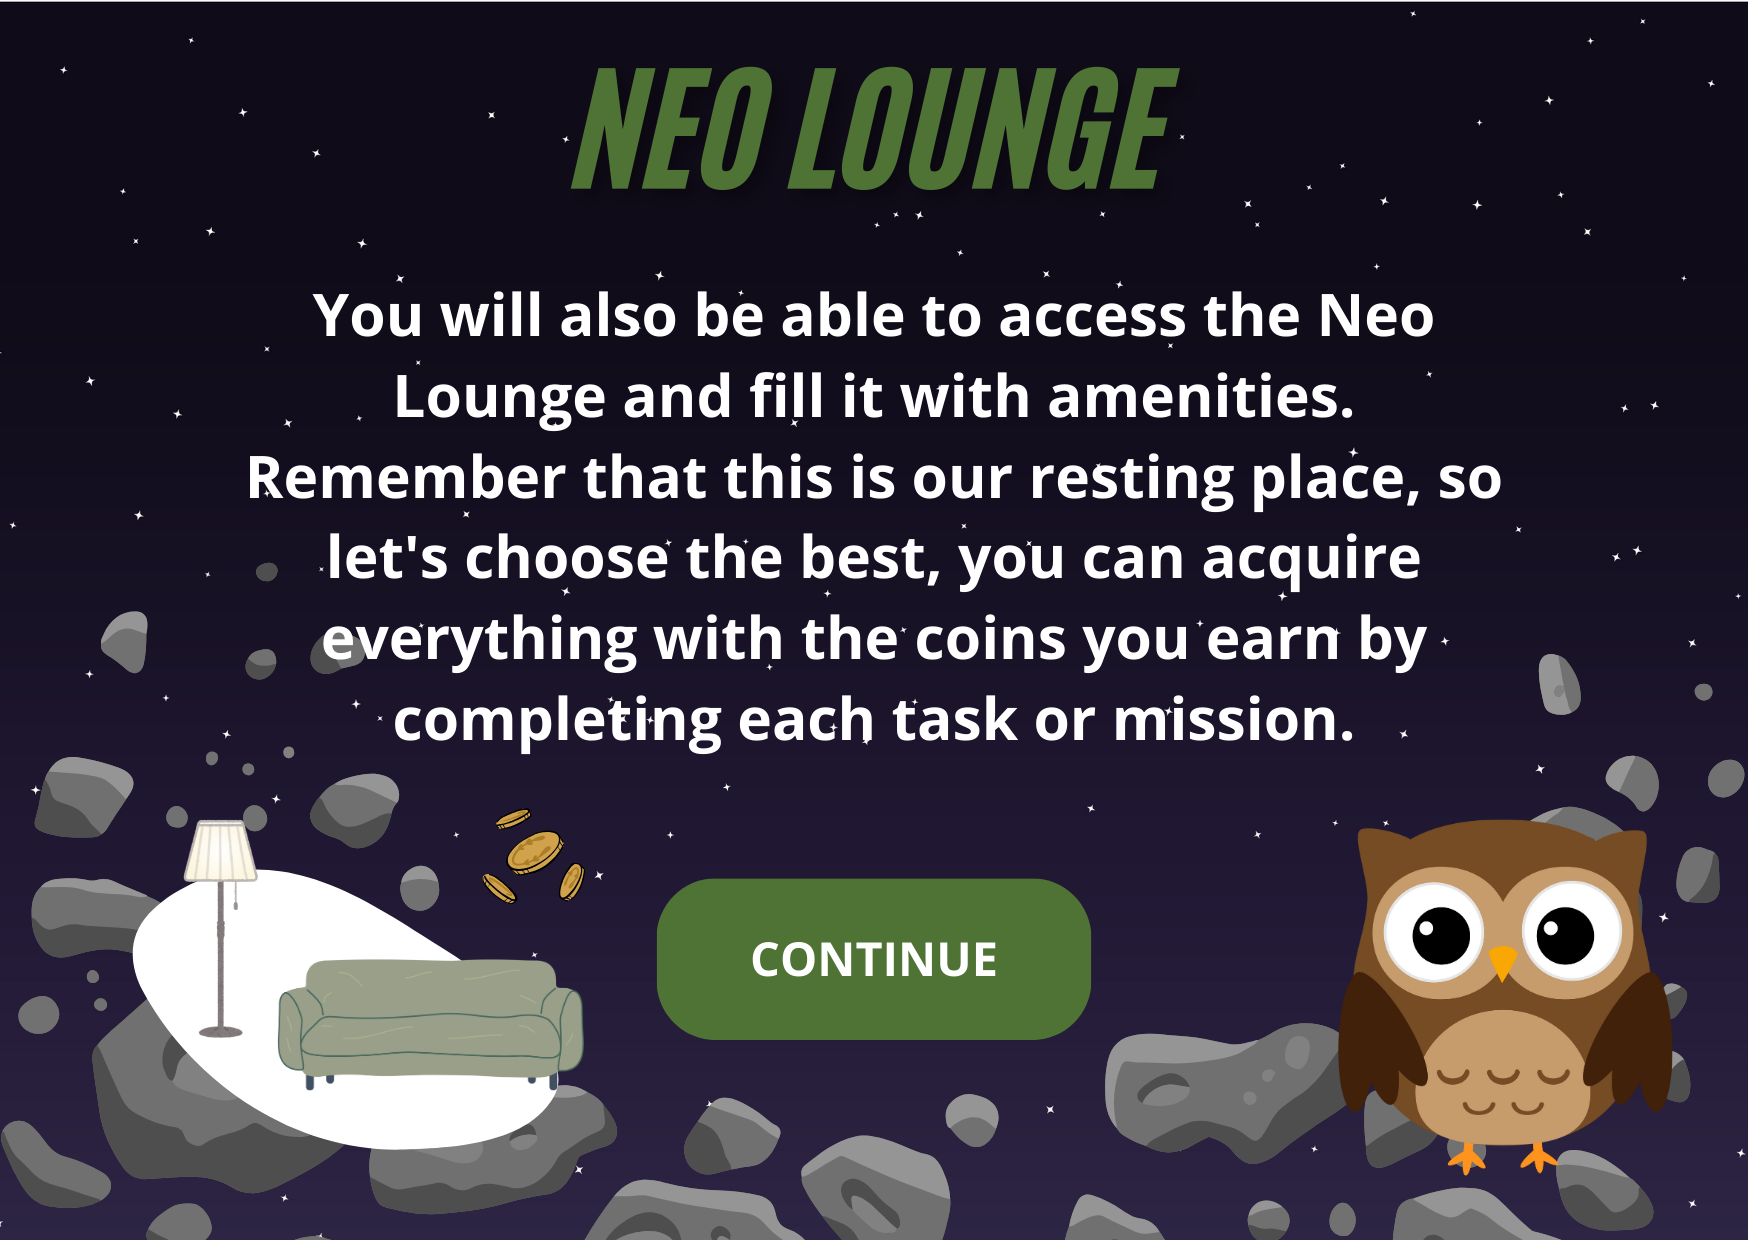 NEO LOUNGE
You will also be able to access the Neo
Lounge and fill it with amenities.
Remember that this is our resting place, so
let's choose the best, you can acquire
everything with the coins you earn by
completing each task or mission.
CONTINUE